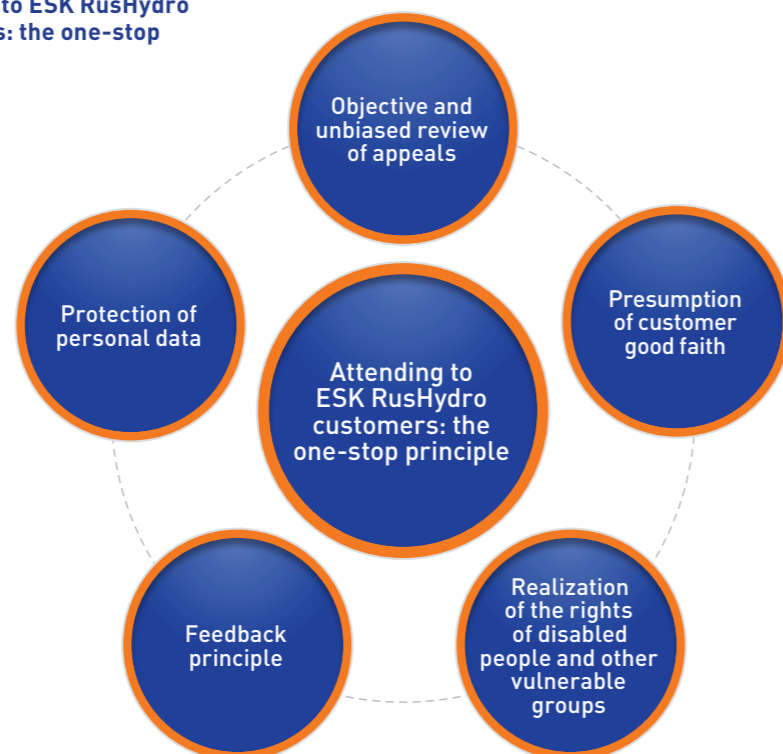 to ESK RusHydro
s: the one-stop
Objective and
unbiased review
of appeals
Presumption
of customer
good faith
Protection of
personal data
Attending to
ESK RusHydro
customers: the
one-stop principle
Feedback
principle
Realization
of the rights
of disabled
people and other
vulnerable
groups